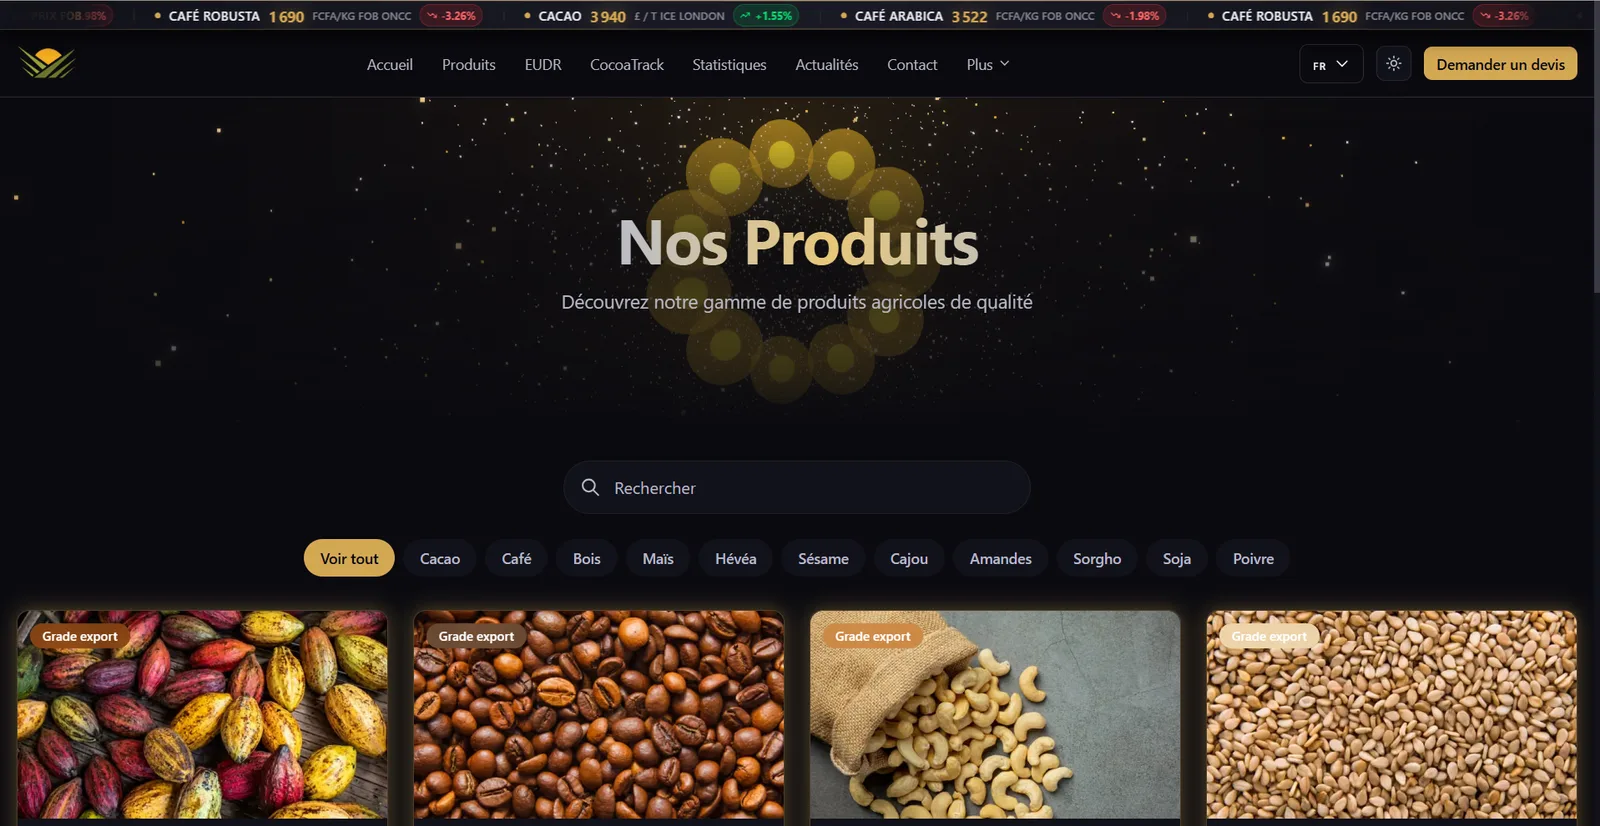 PRIX FOB.98% CAFÉ ROBUSTA 1 690 FCFA/KG FOB ONCC -3.26% CACAO 3 940 £ / T ICE LONDON +1.55% CAFÉ ARABICA 3 522 FCFA/KG FOB ONCC -1.98% CAFÉ ROBUSTA 1 690 FCFA/KG FOB ONCC -3.26%
Accueil Produits EUDR CocoaTrack Statistiques Actualités Contact Plus FR Demander un devis
Nos Produits
Découvrez notre gamme de produits agricoles de qualité
Rechercher
Voir tout Cacao Café Bois Maïs Hévéa Sésame Cajou Amandes Sorgho Soja Poivre
Grade export Grade export Grade export Grade export